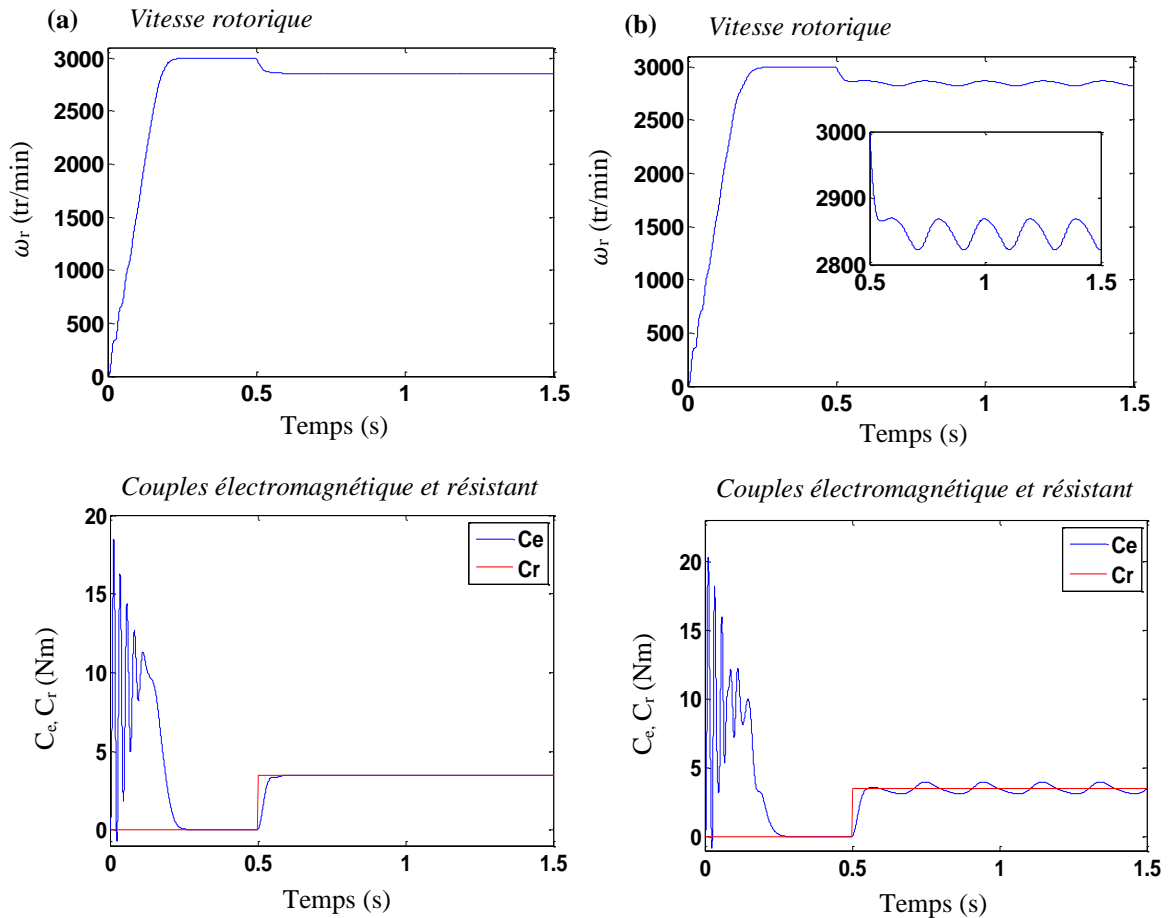 (a) Vitesse rotorique
3000
2500
2000
1500
1000
500
0
0 0.5 1 1.5
ωr (tr/min)
Temps (s)
(b) Vitesse rotorique
3000
2500
2000
1500
1000
500
0
0 0.5 1 1.5
ωr (tr/min)
Temps (s)
3000
2900
2800
0.5 1 1.5
Couples électromagnétique et résistant
20
15
10
5
0
0 0.5 1 1.5
Ce, Cr (Nm)
Temps (s)
Ce
Cr
Couples électromagnétique et résistant
20
15
10
5
0
0 0.5 1 1.5
Ce, Cr (Nm)
Temps (s)
Ce
Cr